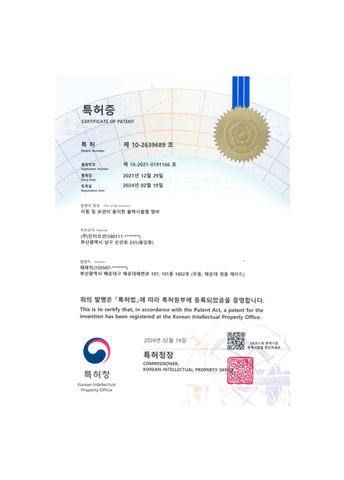 특허증
CERTIFICATE OF PATENT
특 허
Patent Number
제 10-2639689 호
출원번호
Application Number
제 10-2021-0191166 호
출원일
Filing Date
2021년 12월 29일
등록일
Registration Date
2024년 02월 19일
발명의 명칭 Title of the Invention
이동 및 보관이 용이한 플렉시블형 챔버
특허권자 Patentee
(주)인터오션(180111-*******)
부산광역시 남구 신선로 231(용당동)
발명자 Inventor
채재익(720507-*******)
부산광역시 해운대구 해운대해변로 197, 101동 1802호 (우동, 해운대 경동 제이드)
위의 발명은 「특허법」에 따라 특허원부에 등록되었음을 증명합니다.
This is to certify that, in accordance with the Patent Act, a patent for the
invention has been registered at the Korean Intellectual Property Office.
2024년 02월 19일
QR코드로 현재기준
등록사항을 확인하세요
특허청장
COMMISSIONER,
KOREAN INTELLECTUAL PROPERTY OFFICE
특허청
Korean Intellectual
Property Office